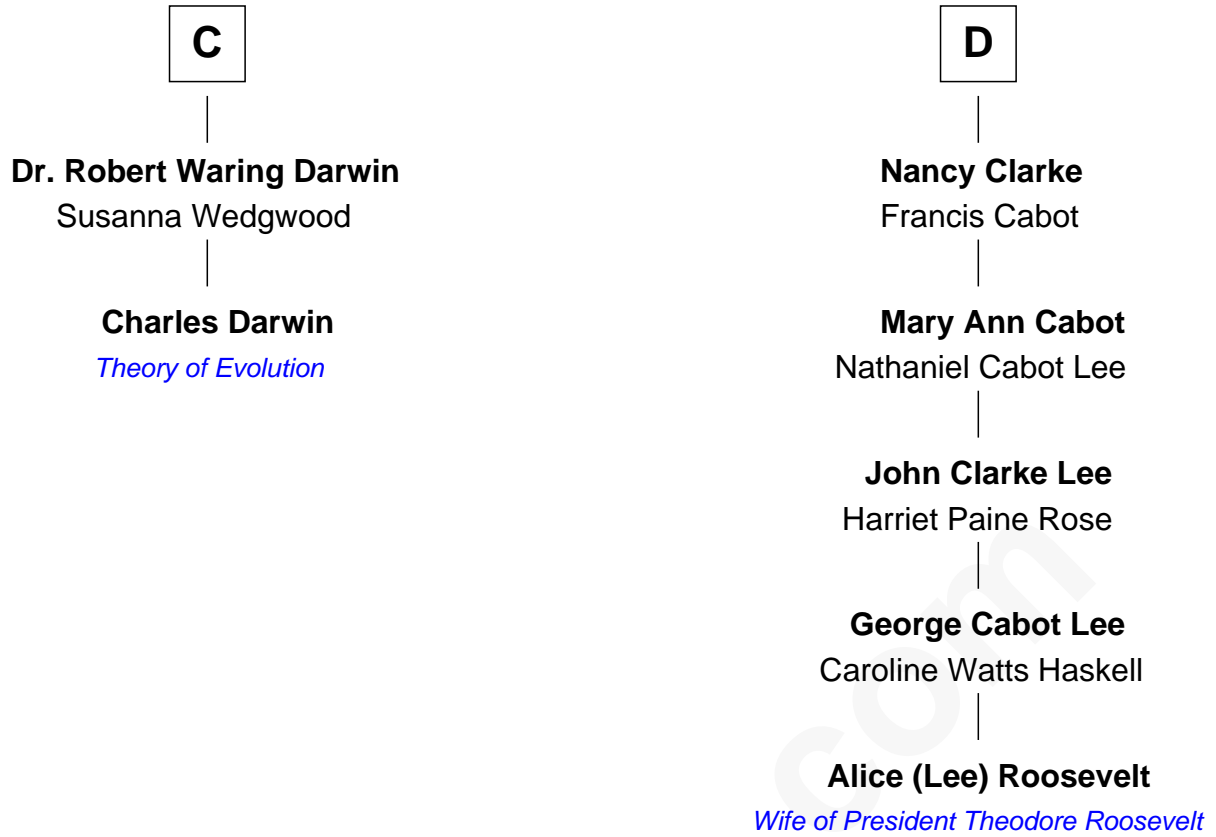 C
Dr. Robert Waring Darwin
Susanna Wedgwood
Charles Darwin
Theory of Evolution
D
Nancy Clarke
Francis Cabot
Mary Ann Cabot
Nathaniel Cabot Lee
John Clarke Lee
Harriet Paine Rose
George Cabot Lee
Caroline Watts Haskell
Alice (Lee) Roosevelt
Wife of President Theodore Roosevelt
com